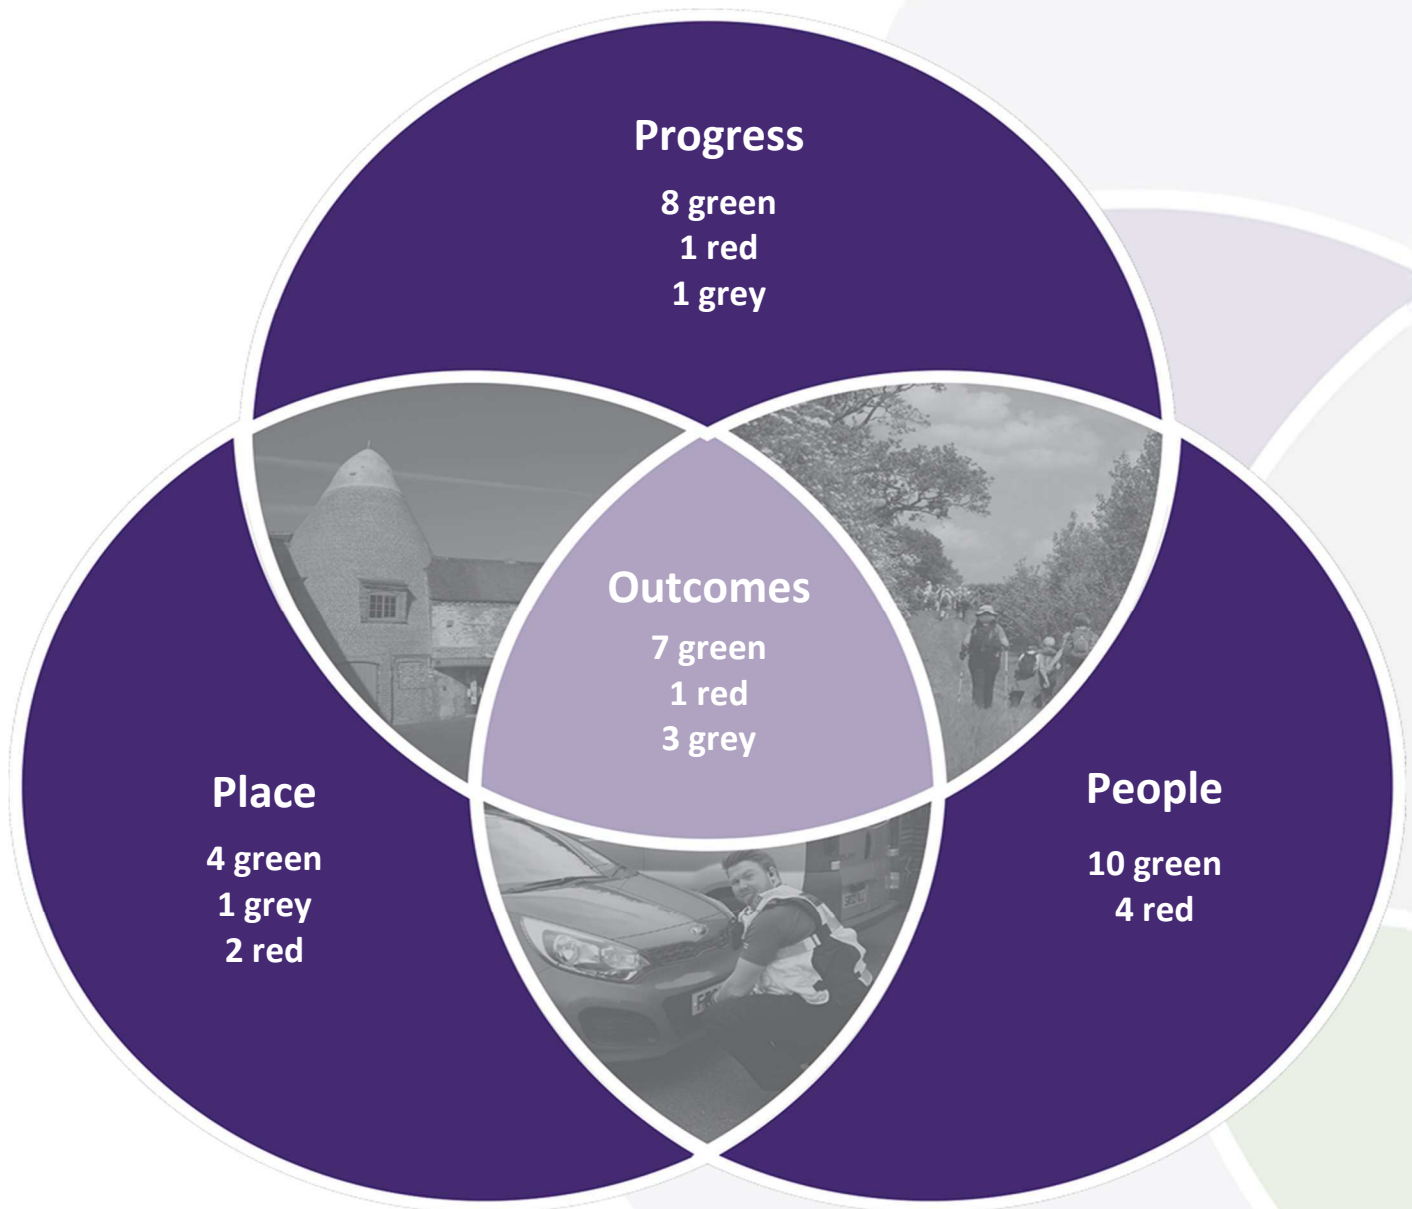 Progress
8 green
1 red
1 grey
Outcomes
7 green
1 red
3 grey
Place
4 green
1 grey
2 red
People
10 green
4 red